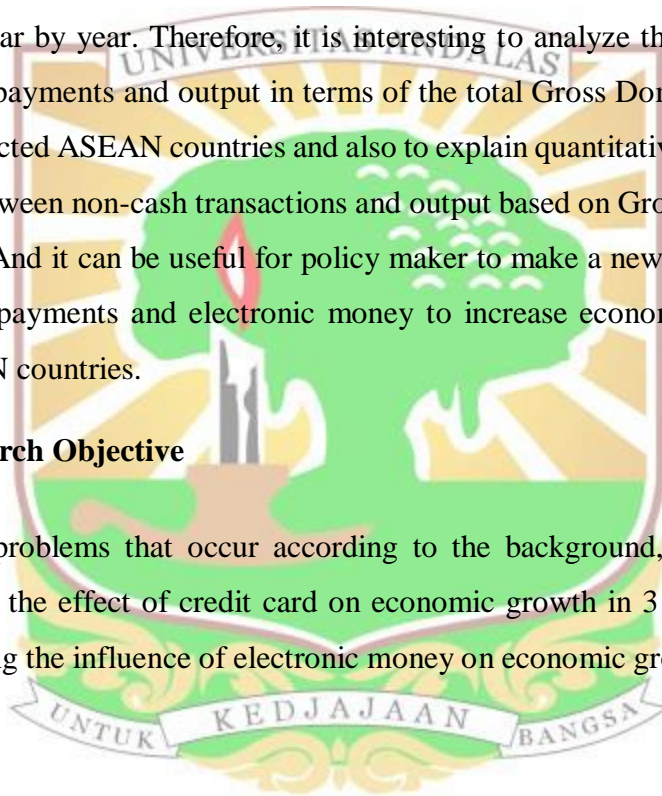 ar by year. Therefore, it is interesting to analyze th
UNIVERSITAS ANDALAS
payments and output in terms of the total Gross Dor
cted ASEAN countries and also to explain quantitativ
ween non-cash transactions and output based on Gro
And it can be useful for policy maker to make a new
payments and electronic money to increase econor
N countries.
rch Objective
problems that occur according to the background,
the effect of credit card on economic growth in 3
g the influence of electronic money on economic gro
UNTUK KEDJAJAAN BANGSA